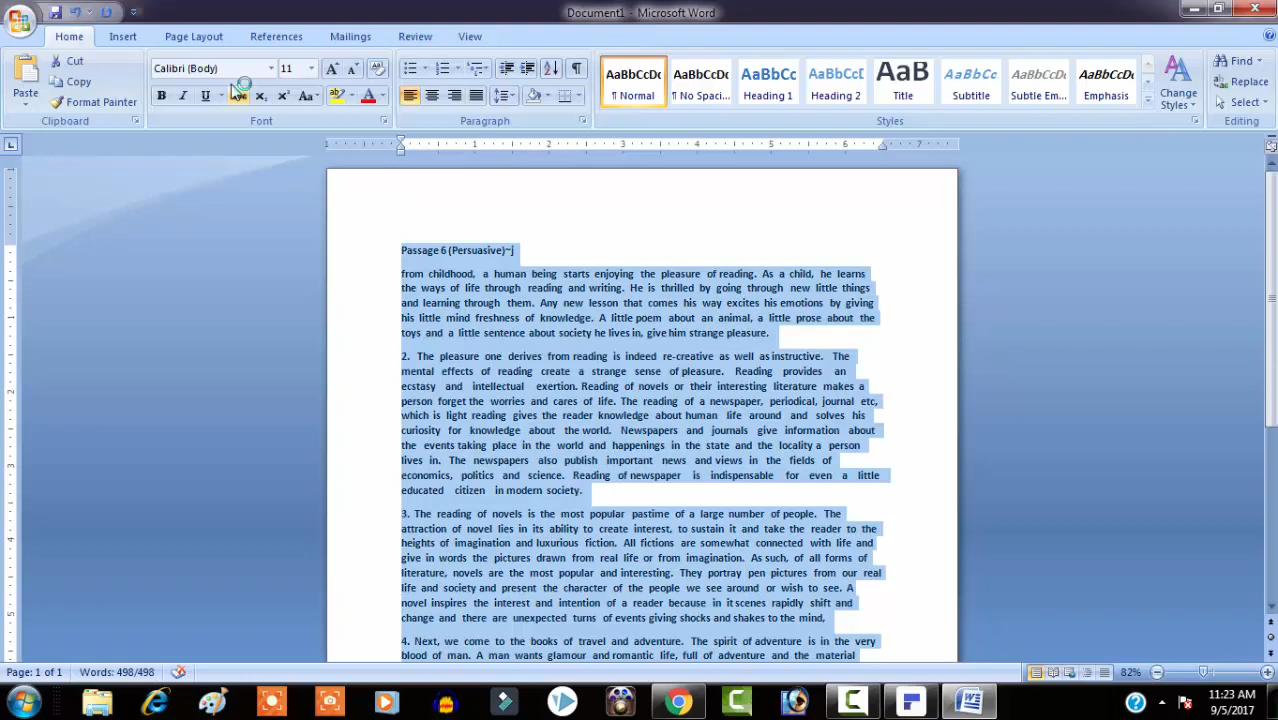 Document1 - Microsoft Word
Home Insert Page Layout References Mailings Review View
Paste
Cut
Copy
Format Painter
Clipboard
Calibri (Body) 11
B I U abc X₂ X² Aa
Font
Paragraph
AaBbCcDc AaBbCcDc AaBbCc AaBbCc AaB AaBbCc. AaBbCcDc AaBbCcDc
¶ Normal ¶ No Spaci... Heading 1 Heading 2 Title Subtitle Subtle Em... Emphasis
Styles
Change Styles
Find
Replace
Select
Editing
1 1 2 3 4 5 6 7
Passage 6 (Persuasive)~j
from childhood, a human being starts enjoying the pleasure of reading. As a child, he learns
the ways of life through reading and writing. He is thrilled by going through new little things
and learning through them. Any new lesson that comes his way excites his emotions by giving
his little mind freshness of knowledge. A little poem about an animal, a little prose about the
toys and a little sentence about society he lives in, give him strange pleasure.
2. The pleasure one derives from reading is indeed re-creative as well as instructive. The
mental effects of reading create a strange sense of pleasure. Reading provides an
ecstasy and intellectual exertion. Reading of novels or their interesting literature makes a
person forget the worries and cares of life. The reading of a newspaper, periodical, journal etc,
which is light reading gives the reader knowledge about human life around and solves his
curiosity for knowledge about the world. Newspapers and journals give information about
the events taking place in the world and happenings in the state and the locality a person
lives in. The newspapers also publish important news and views in the fields of
economics, politics and science. Reading of newspaper is indispensable for even a little
educated citizen in modern society.
3. The reading of novels is the most popular pastime of a large number of people. The
attraction of novel lies in its ability to create interest, to sustain it and take the reader to the
heights of imagination and luxurious fiction. All fictions are somewhat connected with life and
give in words the pictures drawn from real life or from imagination. As such, of all forms of
literature, novels are the most popular and interesting. They portray pen pictures from our real
life and society and present the character of the people we see around or wish to see. A
novel inspires the interest and intention of a reader because in it scenes rapidly shift and
change and there are unexpected turns of events giving shocks and shakes to the mind,
4. Next, we come to the books of travel and adventure. The spirit of adventure is in the very
blood of man. A man wants glamour and romantic life, full of adventure and the material
1
1
2
3
4
5
Page: 1 of 1 Words: 498/498 82%
11:23 AM
9/5/2017